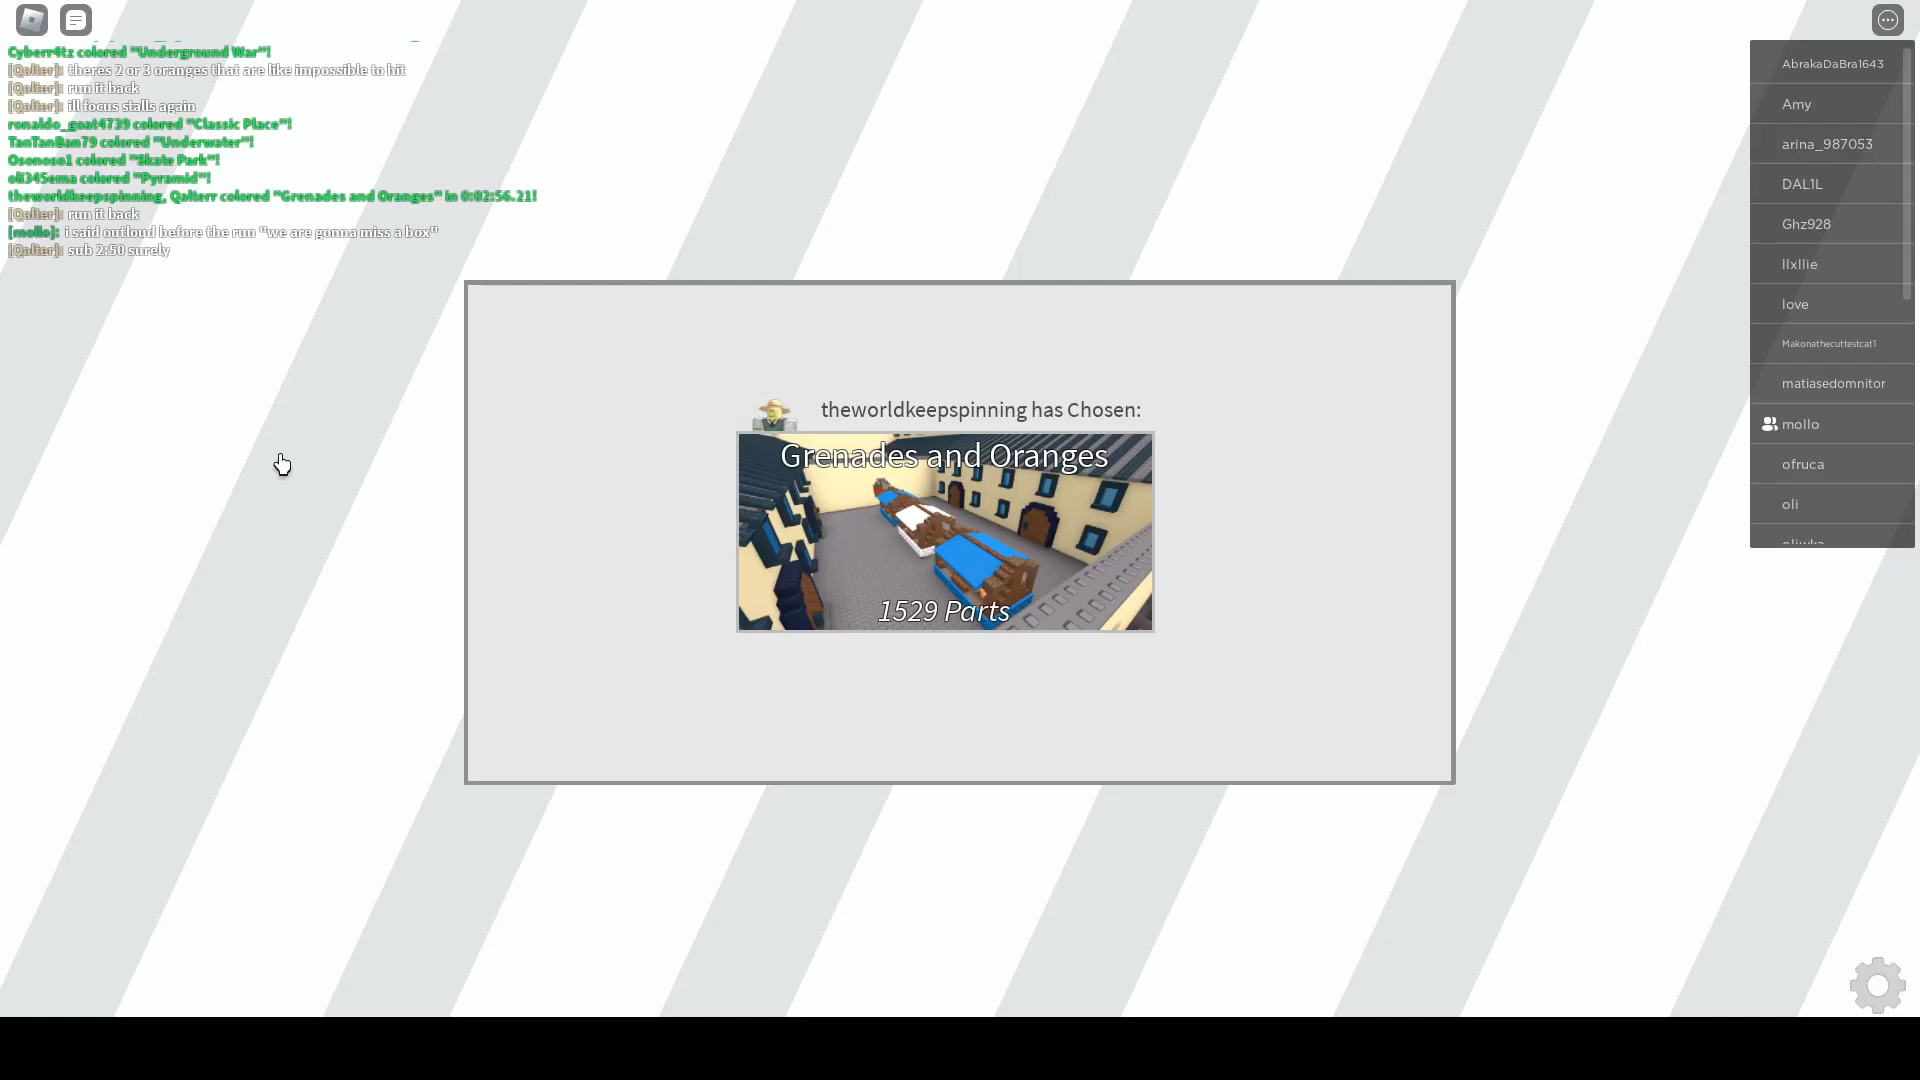 Cyberr4tz colored "Underground War"!
[Qalter]: theres 2 or 3 oranges that are like impossible to hit
[Qalter]: run it back
[Qalter]: ill focus stalls again
ronaldo_goat4739 colored "Classic Place"!
TanTanBan79 colored "Underwater"!
Osonoso1 colored "Skate Park"!
oli345ema colored "Pyramid"!
theworldkeepspinning, Qalterr colored "Grenades and Oranges" in 0:02:56.21!
[Qalter]: run it back
[mollo]: i said outloud before the run "we are gonna miss a box"
[Qalter]: sub 2:50 surely
theworldkeepspinning has Chosen:
Grenades and Oranges
1529 Parts
AbrakaDaBra1643
Amy
arina_987053
DAL1L
Ghz928
llxllie
love
Makonathecuttestcat1
matiasedomnitor
mollo
ofruca
oli
oliwka